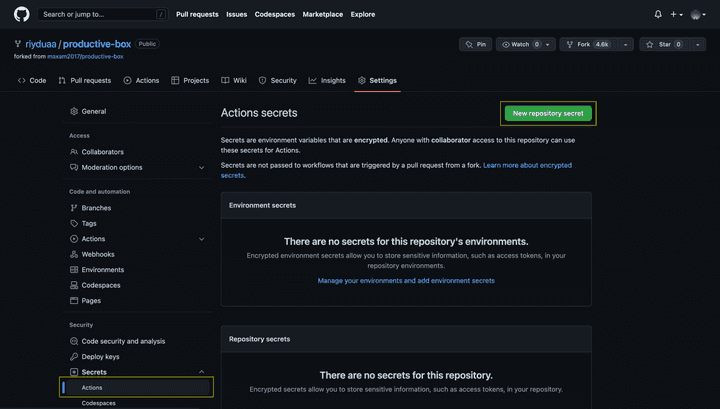 Search or jump to... /
Pull requests Issues Codespaces Marketplace Explore
riyduaa / productive-box Public
forked from maxam2017/productive-box
Pin
Watch 0
Fork 4.6k
Star 0
Code Pull requests Actions Projects Wiki Security Insights Settings
General
Access
Collaborators
Moderation options
Code and automation
Branches
Tags
Actions
Webhooks
Environments
Codespaces
Pages
Security
Code security and analysis
Deploy keys
Secrets
Actions
Codespaces
Actions secrets
New repository secret
Secrets are environment variables that are encrypted. Anyone with collaborator access to this repository can use
these secrets for Actions.
Secrets are not passed to workflows that are triggered by a pull request from a fork. Learn more about encrypted
secrets.
Environment secrets
There are no secrets for this repository's environments.
Encrypted environment secrets allow you to store sensitive information, such as access tokens, in your
repository environments.
Manage your environments and add environment secrets
Repository secrets
There are no secrets for this repository.
Encrypted secrets allow you to store sensitive information, such as access tokens, in your repository.